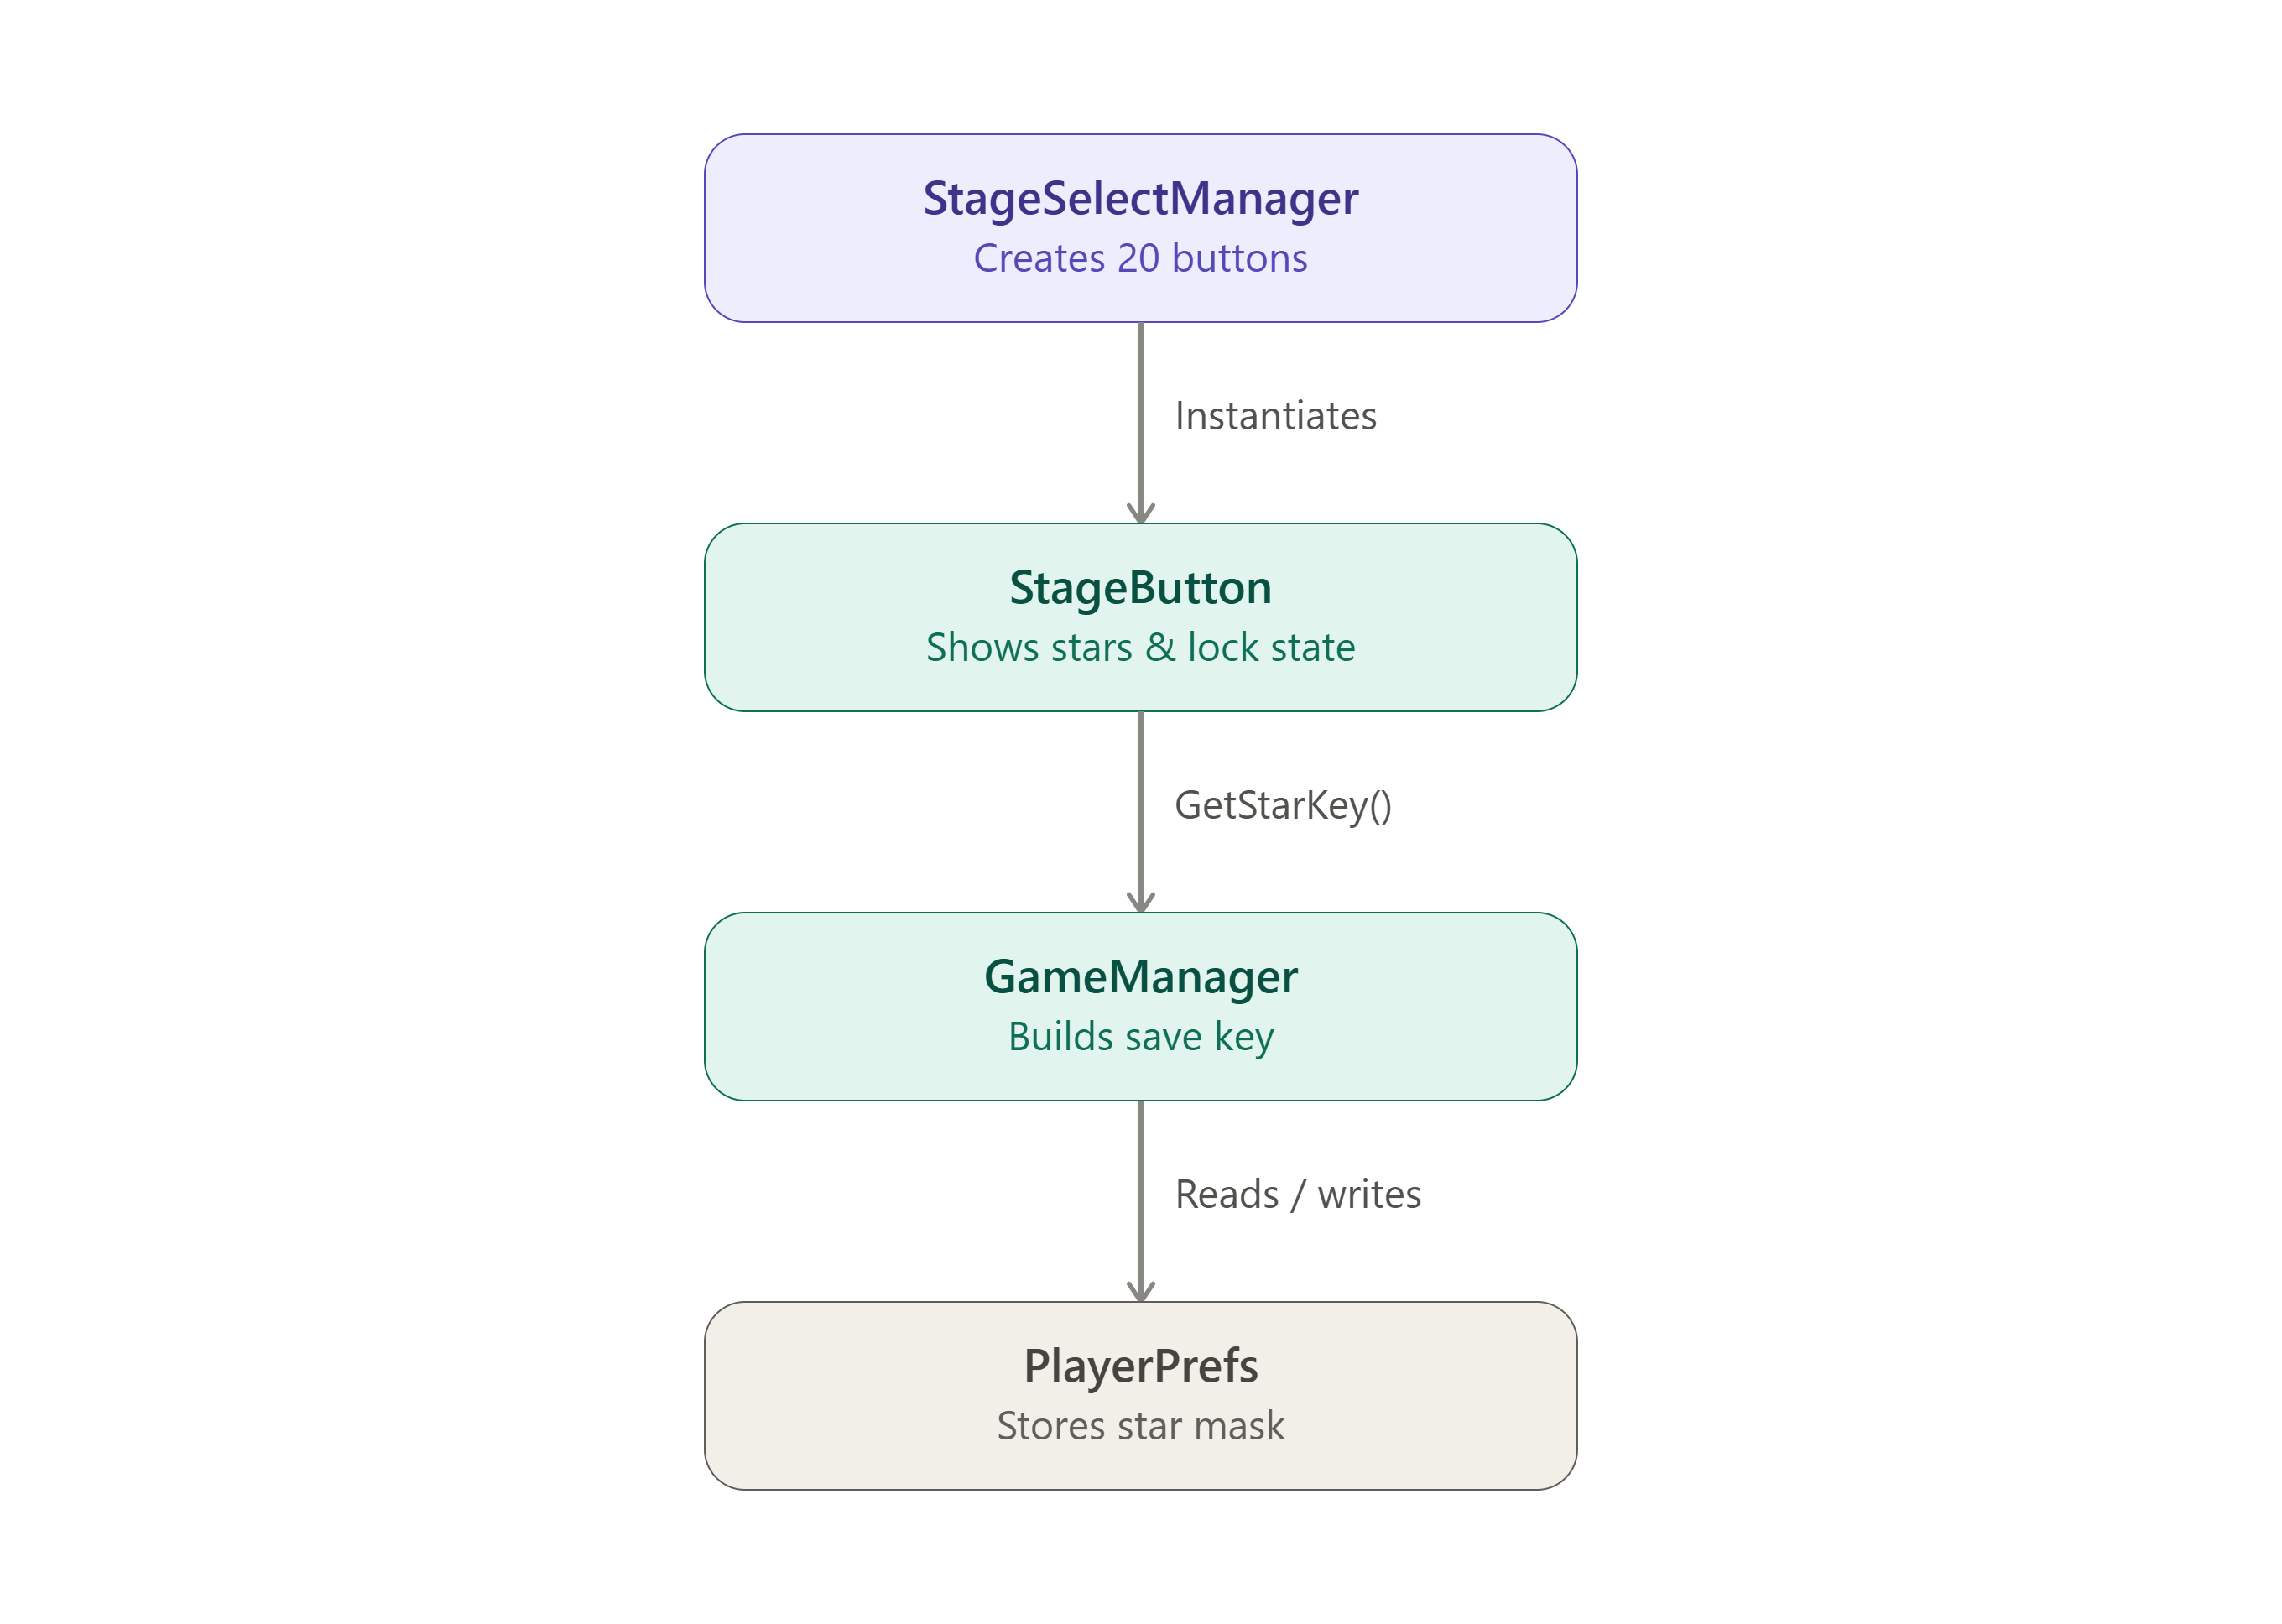 StageSelectManager
Creates 20 buttons
Instantiates
StageButton
Shows stars & lock state
GetStarKey()
GameManager
Builds save key
Reads / writes
PlayerPrefs
Stores star mask